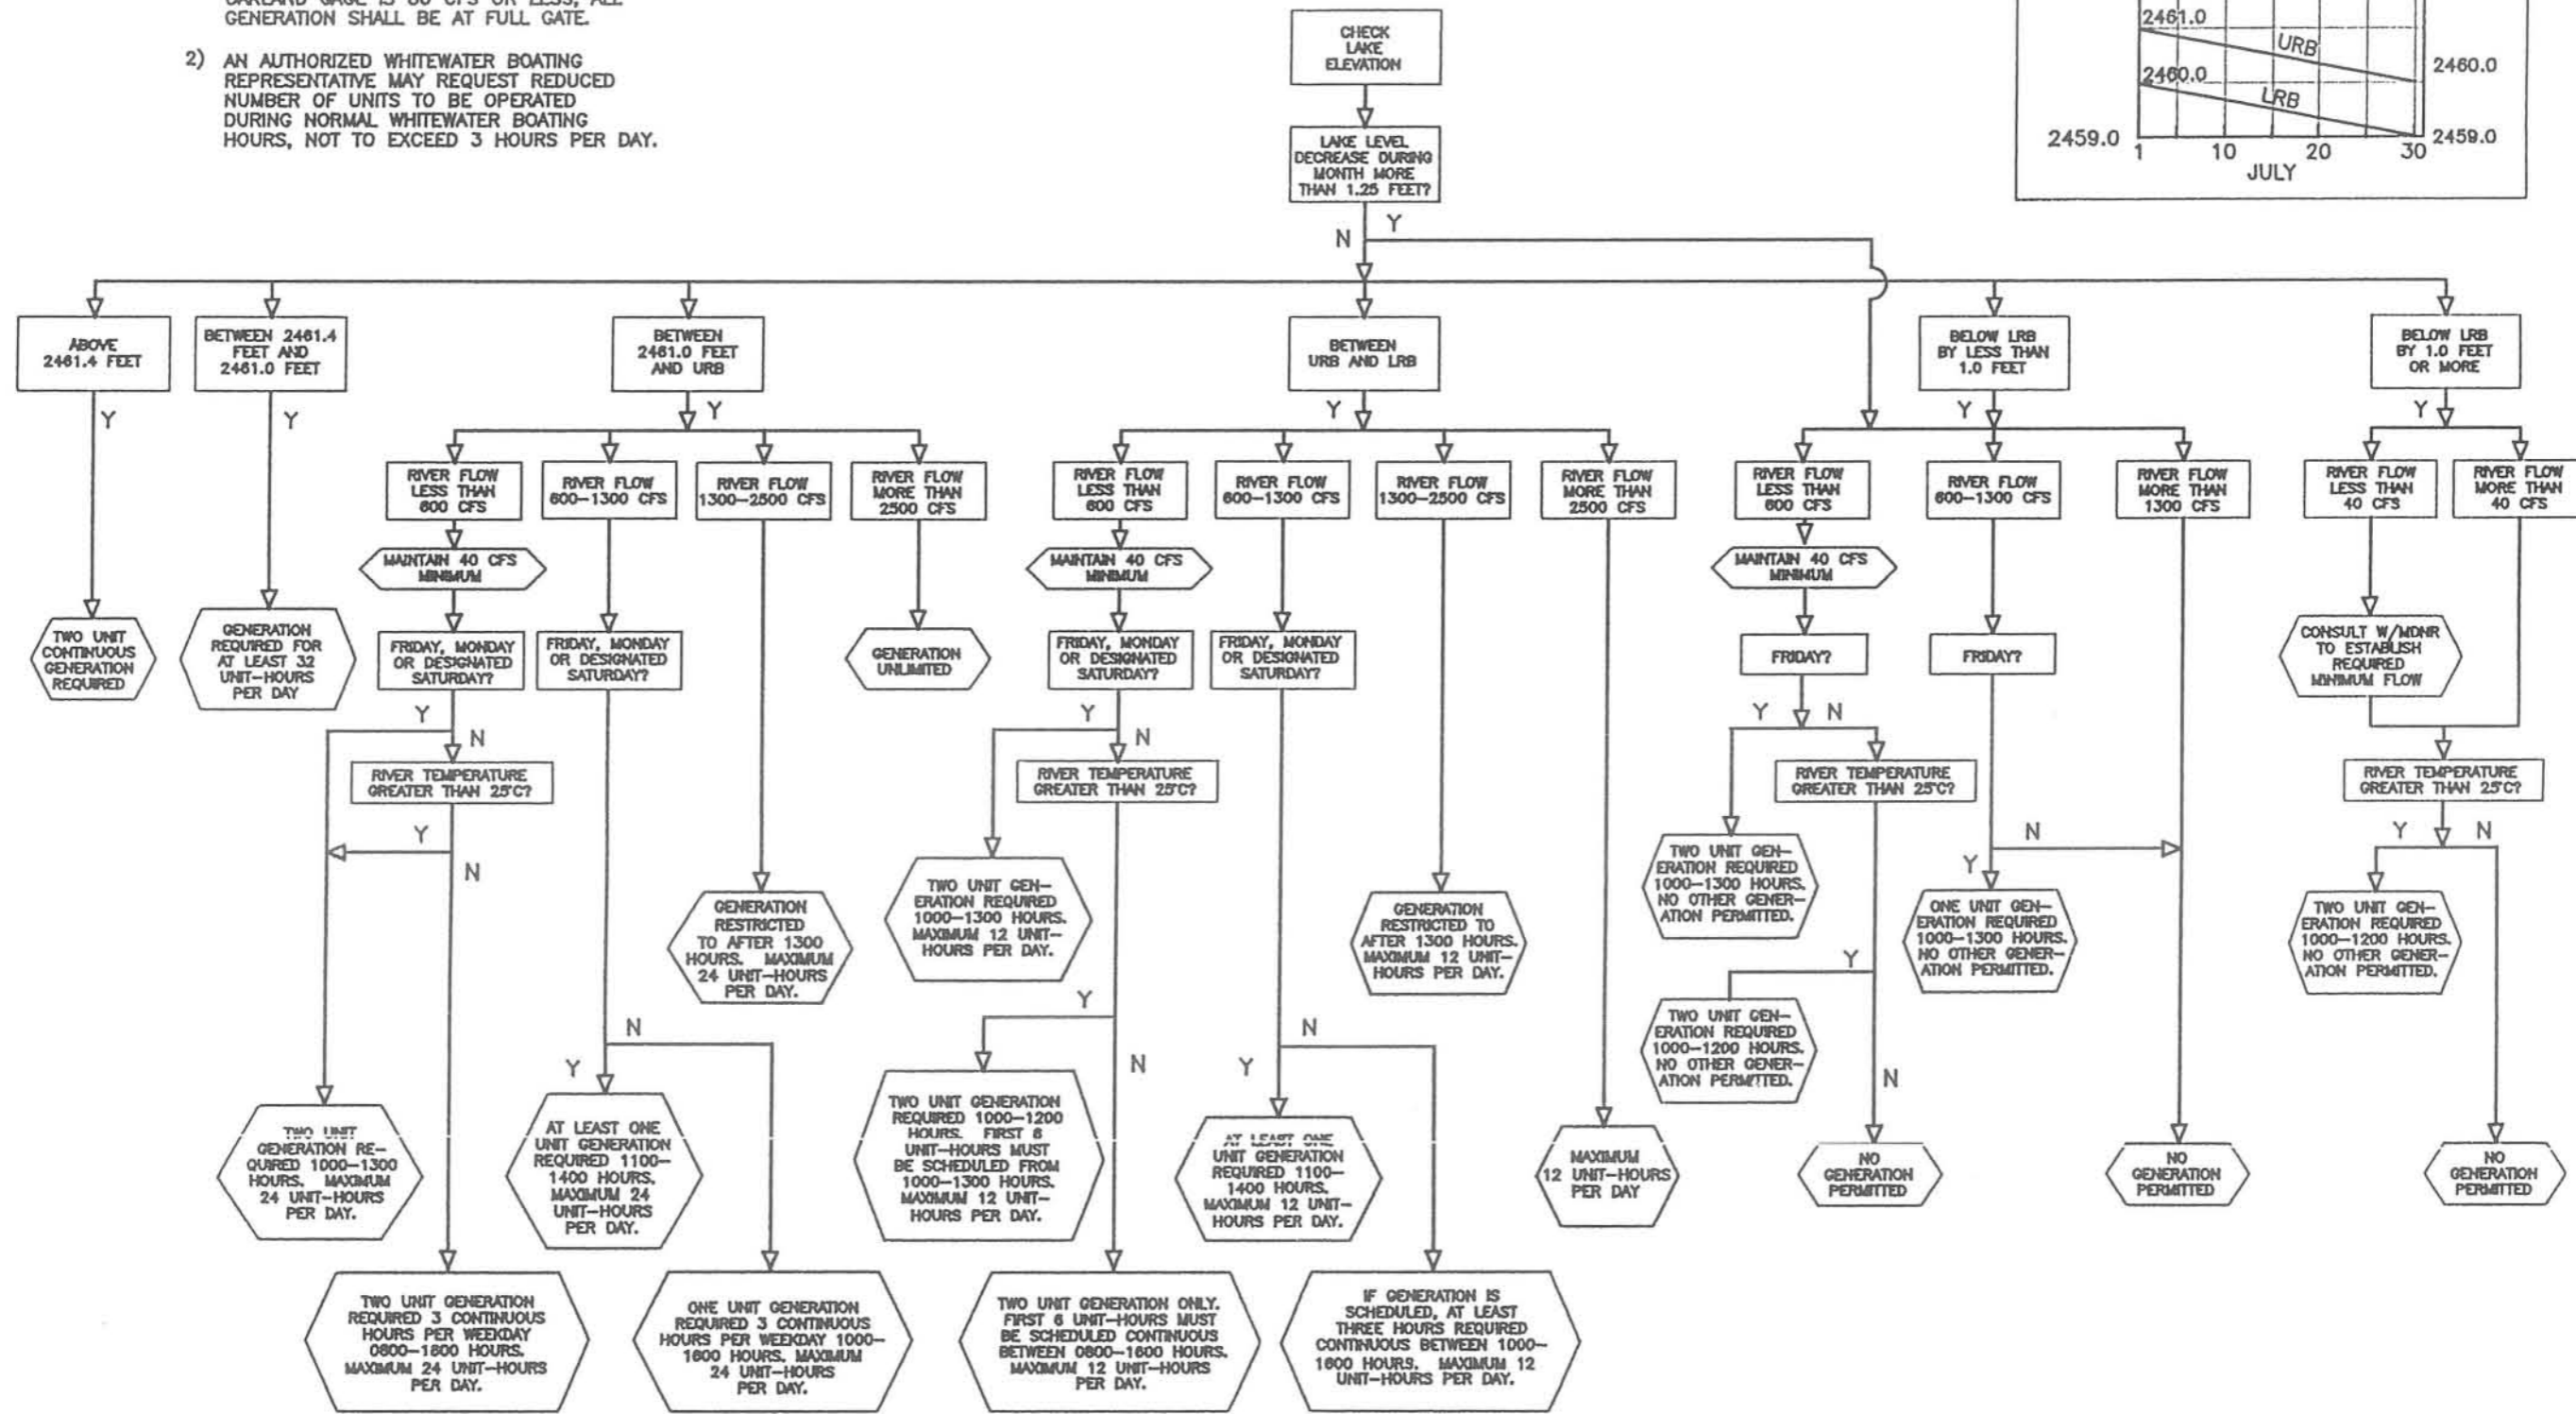 GENERATION SHALL BE AT FULL GATE.
2) AN AUTHORIZED WHITEWATER BOATING
REPRESENTATIVE MAY REQUEST REDUCED
NUMBER OF UNITS TO BE OPERATED
DURING NORMAL WHITEWATER BOATING
HOURS, NOT TO EXCEED 3 HOURS PER DAY.
CHECK
LAKE
ELEVATION
LAKE LEVEL
DECREASE DURING
MONTH MORE
THAN 1.25 FEET?
Y
N
2461.0
URB
2460.0
2460.0
LRB
2459.0
2459.0
1 10 20 30
JULY
ABOVE
2461.4 FEET
Y
TWO UNIT
CONTINUOUS
GENERATION
REQUIRED
BETWEEN 2461.4
FEET AND
2461.0 FEET
Y
GENERATION
REQUIRED FOR
AT LEAST 32
UNIT-HOURS
PER DAY
BETWEEN
2461.0 FEET
AND URB
Y
RIVER FLOW
LESS THAN
600 CFS
MAINTAIN 40 CFS
MINIMUM
FRIDAY, MONDAY
OR DESIGNATED
SATURDAY?
Y
N
RIVER TEMPERATURE
GREATER THAN 25°C?
Y
N
TWO UNIT
GENERATION RE-
QUIRED 1000-1300
HOURS. MAXIMUM
24 UNIT-HOURS
PER DAY.
TWO UNIT GENERATION
REQUIRED 3 CONTINUOUS
HOURS PER WEEKDAY
0800-1600 HOURS.
MAXIMUM 24 UNIT-HOURS
PER DAY.
RIVER FLOW
600-1300 CFS
FRIDAY, MONDAY
OR DESIGNATED
SATURDAY?
N
Y
AT LEAST ONE
UNIT GENERATION
REQUIRED 1100-
1400 HOURS.
MAXIMUM 24
UNIT-HOURS
PER DAY.
ONE UNIT GENERATION
REQUIRED 3 CONTINUOUS
HOURS PER WEEKDAY 1000-
1600 HOURS. MAXIMUM
24 UNIT-HOURS
PER DAY.
RIVER FLOW
1300-2500 CFS
GENERATION
RESTRICTED
TO AFTER 1300
HOURS. MAXIMUM
24 UNIT-HOURS
PER DAY.
RIVER FLOW
MORE THAN
2500 CFS
GENERATION
UNLIMITED
BETWEEN
URB AND LRB
Y
RIVER FLOW
LESS THAN
600 CFS
MAINTAIN 40 CFS
MINIMUM
FRIDAY, MONDAY
OR DESIGNATED
SATURDAY?
Y
N
RIVER TEMPERATURE
GREATER THAN 25°C?
TWO UNIT GEN-
ERATION REQUIRED
1000-1300 HOURS.
MAXIMUM 12 UNIT-
HOURS PER DAY.
Y
N
TWO UNIT GENERATION
REQUIRED 1000-1200
HOURS. FIRST 6
UNIT-HOURS MUST
BE SCHEDULED FROM
1000-1300 HOURS.
MAXIMUM 12 UNIT-
HOURS PER DAY.
TWO UNIT GENERATION ONLY.
FIRST 6 UNIT-HOURS MUST
BE SCHEDULED CONTINUOUS
BETWEEN 0800-1600 HOURS.
MAXIMUM 12 UNIT-HOURS
PER DAY.
RIVER FLOW
600-1300 CFS
FRIDAY, MONDAY
OR DESIGNATED
SATURDAY?
N
Y
AT LEAST ONE
UNIT GENERATION
REQUIRED 1100-
1400 HOURS.
MAXIMUM 12 UNIT-
HOURS PER DAY.
IF GENERATION IS
SCHEDULED, AT LEAST
THREE HOURS REQUIRED
CONTINUOUS BETWEEN 1000-
1600 HOURS. MAXIMUM 12
UNIT-HOURS PER DAY.
RIVER FLOW
1300-2500 CFS
GENERATION
RESTRICTED TO
AFTER 1300 HOURS.
MAXIMUM 12 UNIT-
HOURS PER DAY.
RIVER FLOW
MORE THAN
2500 CFS
MAXIMUM
12 UNIT-HOURS
PER DAY
BELOW LRB
BY LESS THAN
1.0 FEET
Y
RIVER FLOW
LESS THAN
600 CFS
MAINTAIN 40 CFS
MINIMUM
FRIDAY?
Y
N
RIVER TEMPERATURE
GREATER THAN 25°C?
TWO UNIT GEN-
ERATION REQUIRED
1000-1300 HOURS.
NO OTHER GENER-
ATION PERMITTED.
Y
TWO UNIT GEN-
ERATION REQUIRED
1000-1200 HOURS.
NO OTHER GENER-
ATION PERMITTED.
N
NO
GENERATION
PERMITTED
RIVER FLOW
600-1300 CFS
FRIDAY?
N
Y
ONE UNIT GEN-
ERATION REQUIRED
1000-1300 HOURS.
NO OTHER GENER-
ATION PERMITTED.
RIVER FLOW
MORE THAN
1300 CFS
NO
GENERATION
PERMITTED
BELOW LRB
BY 1.0 FEET
OR MORE
Y
RIVER FLOW
LESS THAN
40 CFS
RIVER FLOW
MORE THAN
40 CFS
CONSULT W/MDNR
TO ESTABLISH
REQUIRED
MINIMUM FLOW
RIVER TEMPERATURE
GREATER THAN 25°C?
Y
N
TWO UNIT GEN-
ERATION REQUIRED
1000-1200 HOURS.
NO OTHER GENER-
ATION PERMITTED.
NO
GENERATION
PERMITTED